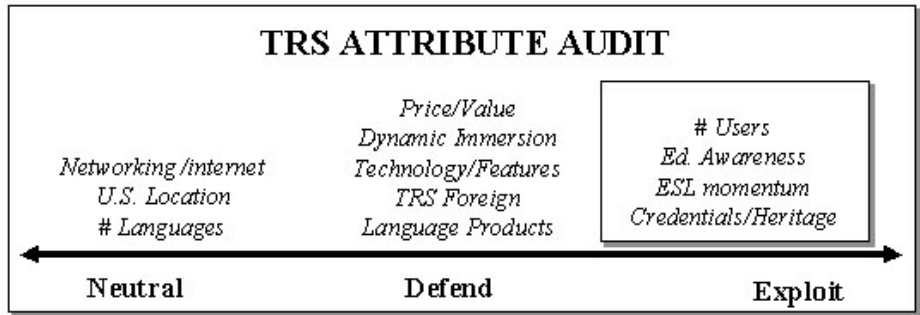 TRS ATTRIBUTE AUDIT
Networking/internet
U.S. Location
# Languages
Price/Value
Dynamic Immersion
Technology/Features
TRS Foreign
Language Products
# Users
Ed. Awareness
ESL momentum
Credentials/Heritage
Neutral
Defend
Exploit